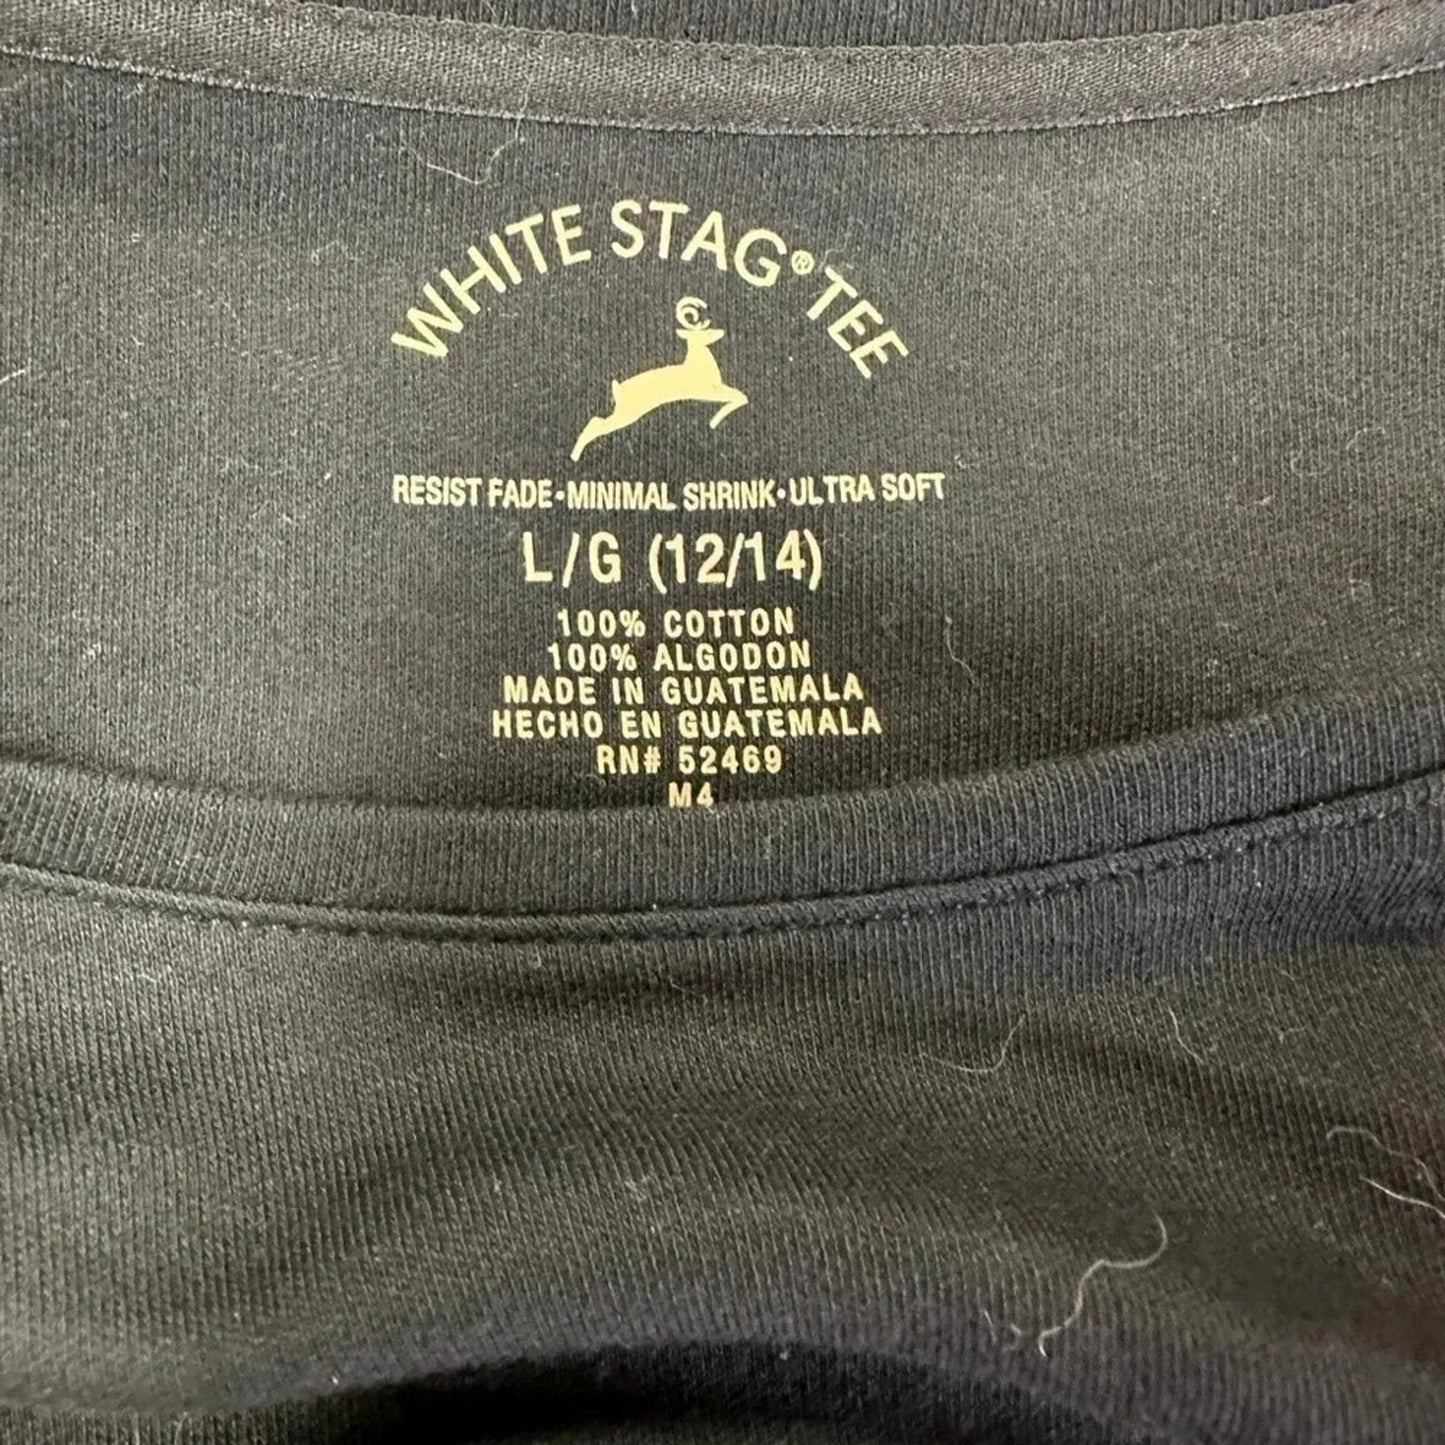 WHITE STAG® TEE
RESIST FADE•MINIMAL SHRINK•ULTRA SOFT
L/G (12/14)
100% COTTON
100% ALGODON
MADE IN GUATEMALA
HECHO EN GUATEMALA
RN# 52469
M4